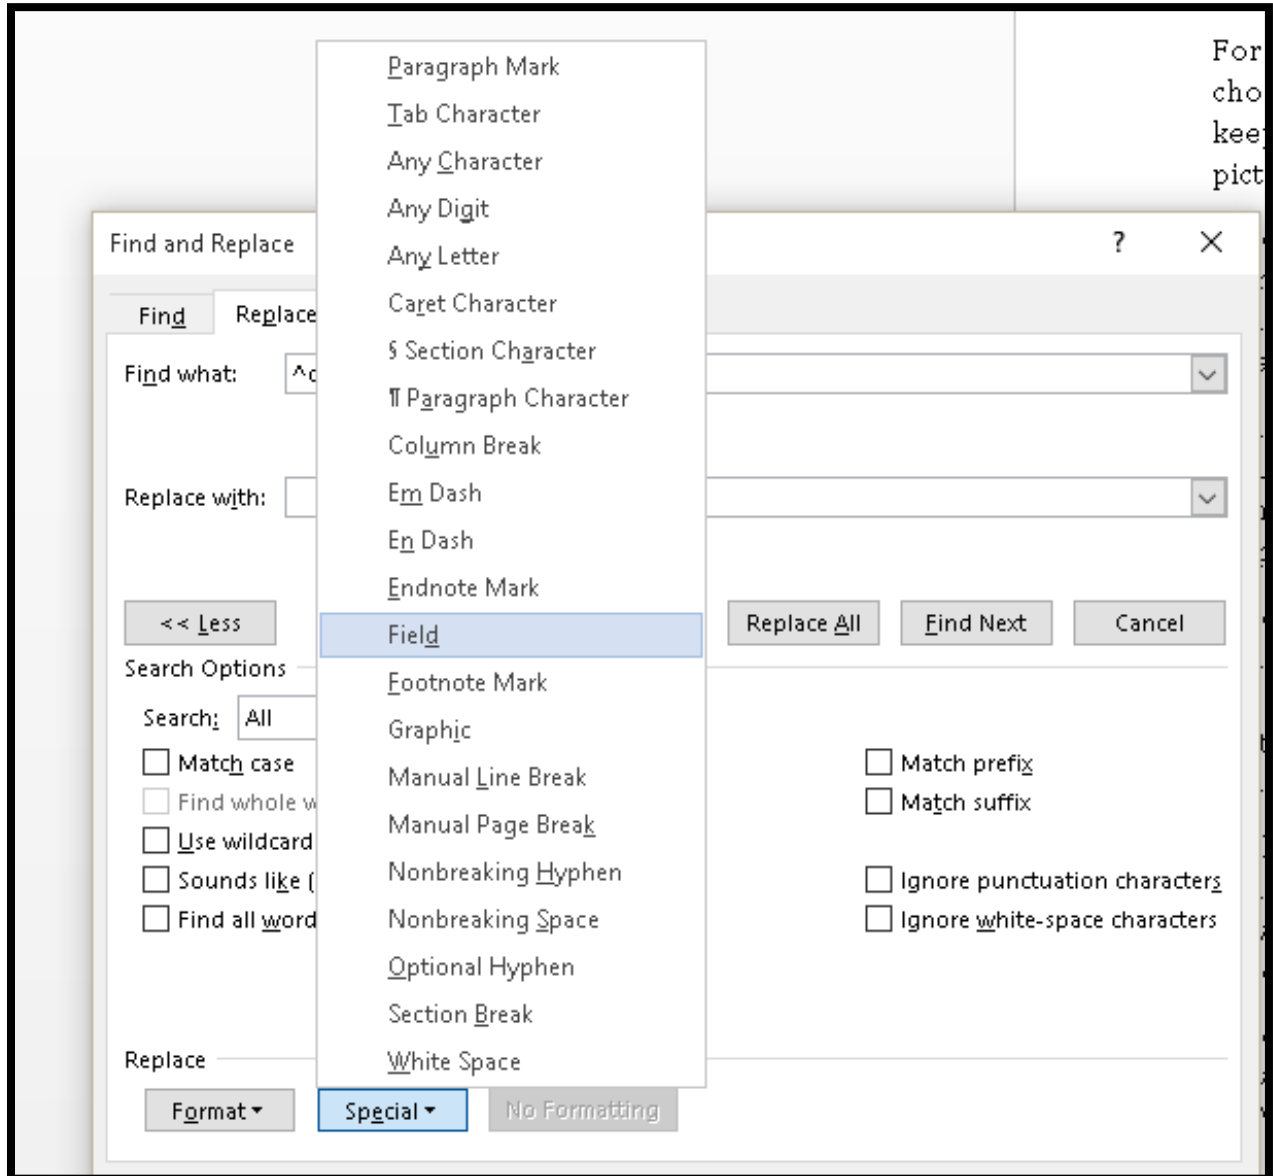 For
cho
kee
pict
Paragraph Mark
Tab Character
Any Character
Any Digit
Any Letter
Caret Character
§ Section Character
¶ Paragraph Character
Column Break
Em Dash
En Dash
Endnote Mark
Field
Footnote Mark
Graphic
Manual Line Break
Manual Page Break
Nonbreaking Hyphen
Nonbreaking Space
Optional Hyphen
Section Break
White Space
Find and Replace ?
Find Replace
Find what:
Replace with:
<< Less Replace All Find Next Cancel
Search Options
Search: All
Match case Match prefix
Find whole w Match suffix
Use wildcard
Sounds like ( Ignore punctuation characters
Find all word Ignore white-space characters
Replace
Format Special No Formatting